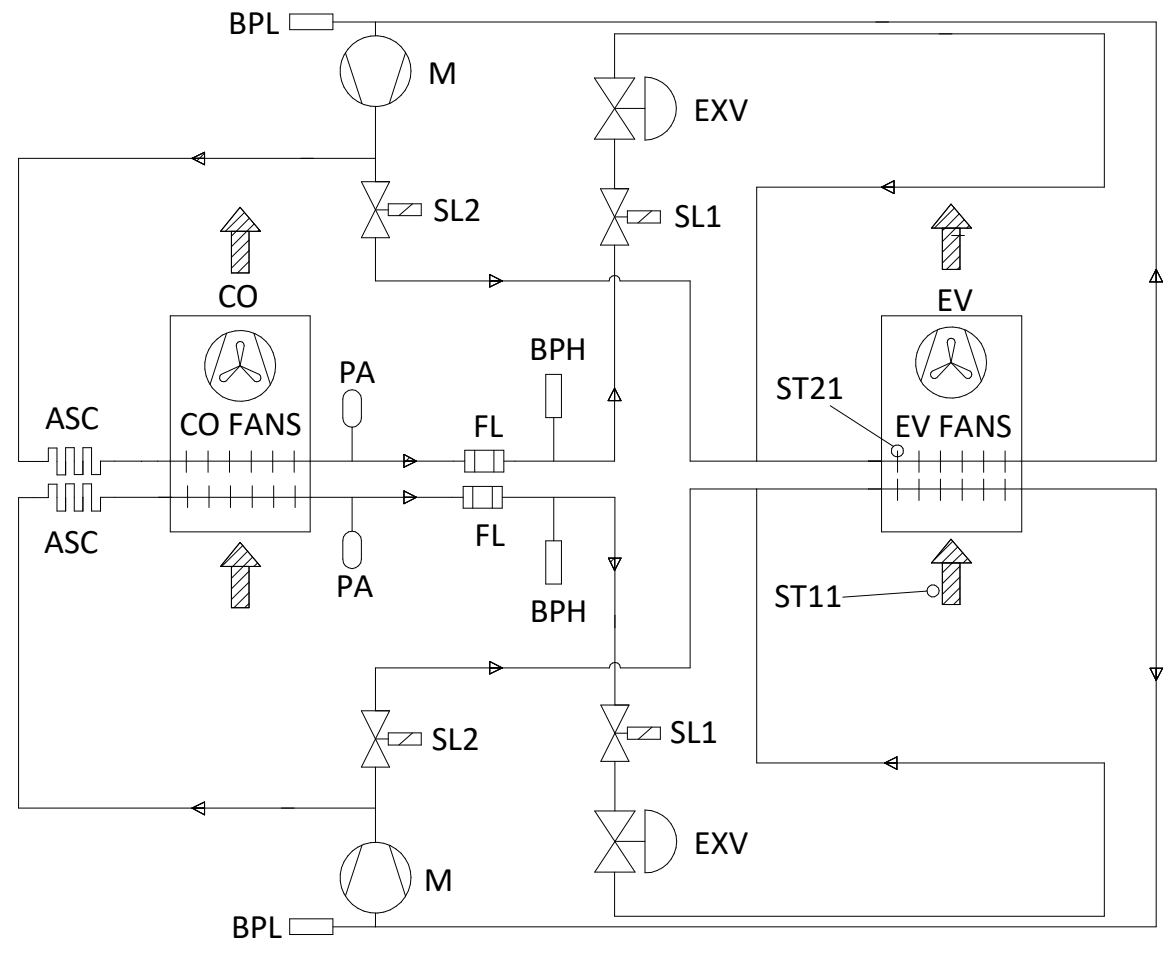 BPL
M
EXV
SL2
SL1
CO
EV
BPH
PA
ST21
ASC
CO FANS
FL
EV FANS
ASC
FL
PA
ST11
BPH
SL2
SL1
EXV
M
BPL